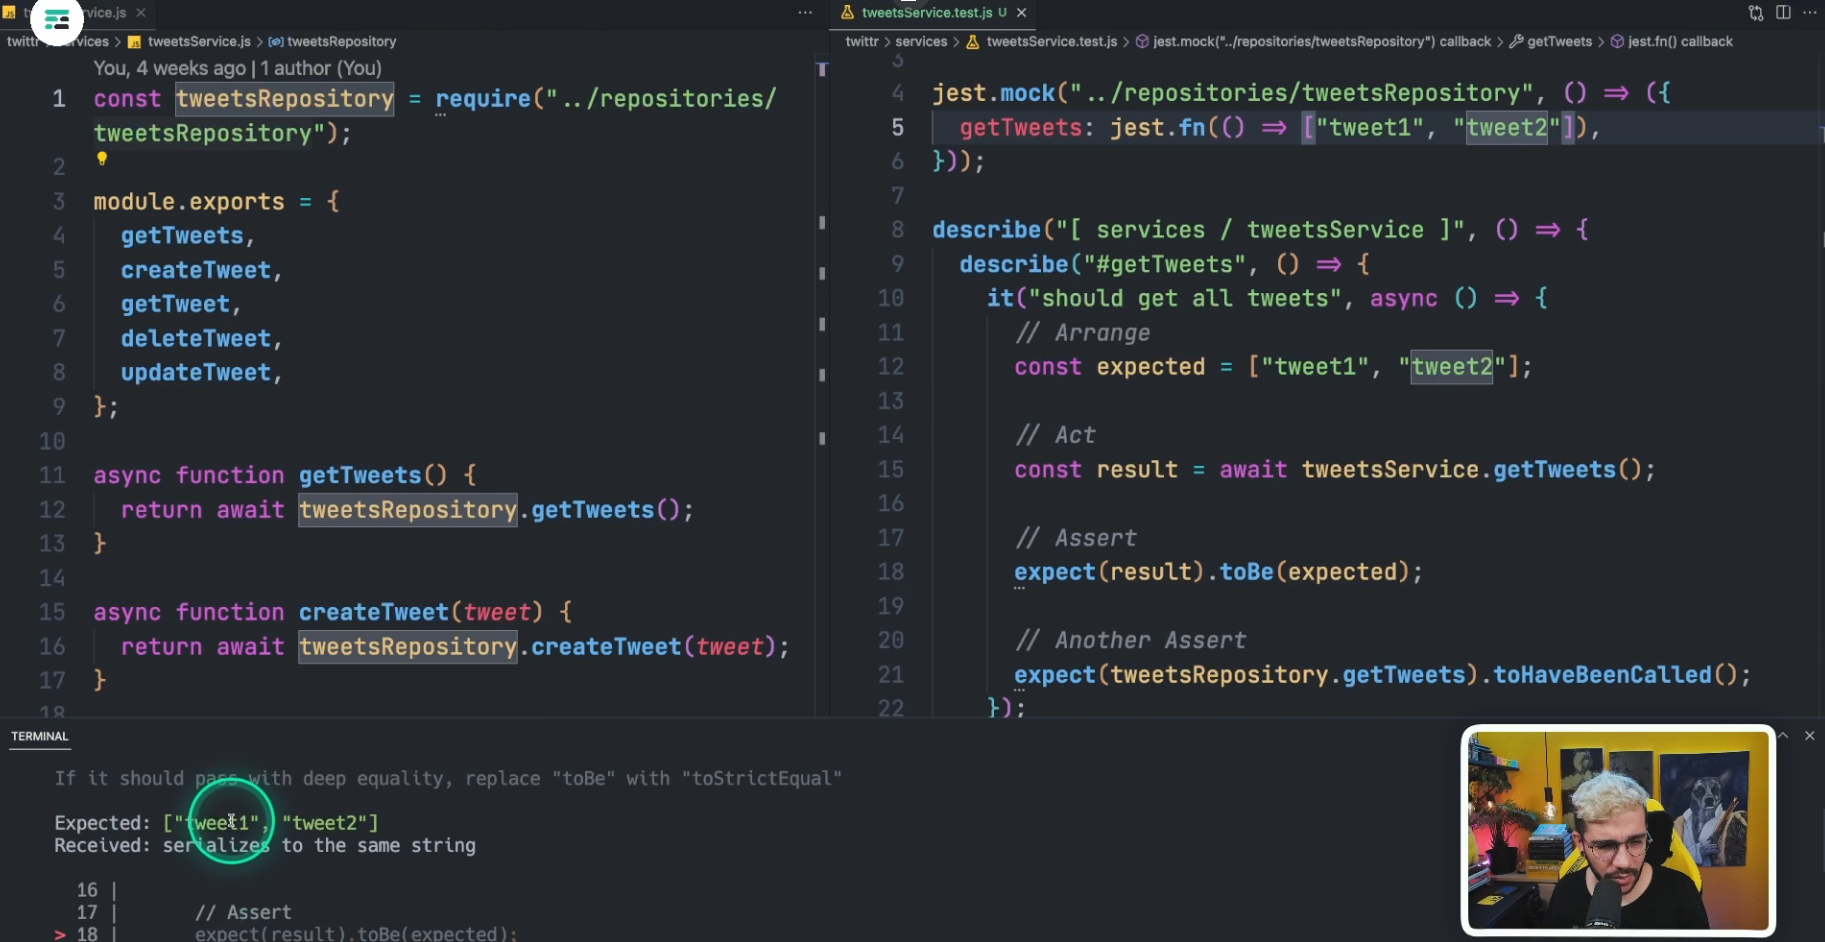 rvice.js
twittr
rvices > tweetsService.js > tweetsRepository
You, 4 weeks ago | 1 author (You)
1 const tweetsRepository = require("../repositories/
tweetsRepository");
2
3 module.exports = {
4 getTweets,
5 createTweet,
6 getTweet,
7 deleteTweet,
8 updateTweet,
9 };
10
11 async function getTweets() {
12 return await tweetsRepository.getTweets();
13 }
14
15 async function createTweet(tweet) {
16 return await tweetsRepository.createTweet(tweet);
17 }
18
tweetsService.test.js U
twittr > services > tweetsService.test.js > jest.mock("../repositories/tweetsRepository") callback > getTweets > jest.fn() callback
3
4 jest.mock("../repositories/tweetsRepository", () => ({
5 getTweets: jest.fn(() => ["tweet1", "tweet2"]),
6 }));
7
8 describe("[ services / tweetsService ]", () => {
9 describe("#getTweets", () => {
10 it("should get all tweets", async () => {
11 // Arrange
12 const expected = ["tweet1", "tweet2"];
13
14 // Act
15 const result = await tweetsService.getTweets();
16
17 // Assert
18 expect(result).toBe(expected);
19
20 // Another Assert
21 expect(tweetsRepository.getTweets).toHaveBeenCalled();
22 });
TERMINAL
If it should pass with deep equality, replace "toBe" with "toStrictEqual"
Expected: ["tweet1", "tweet2"]
Received: serializes to the same string
16 |
17 | // Assert
> 18 | expect(result).toBe(expected);